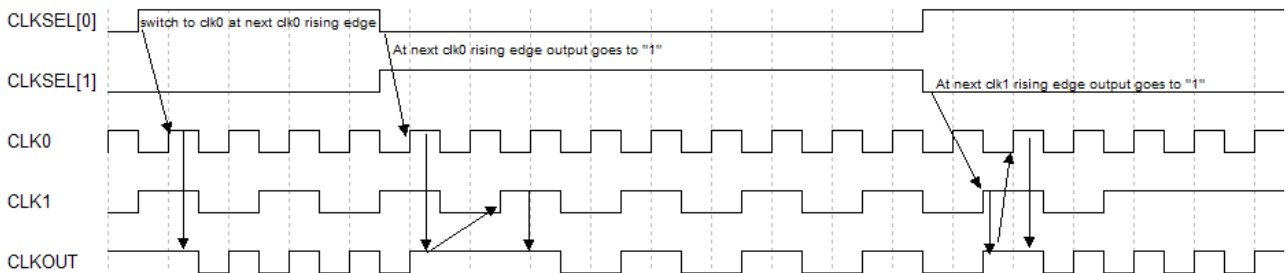 CLKSEL[0]
switch to clk0 at next clk0 rising edge
At next clk0 rising edge output goes to "1"
CLKSEL[1]
At next clk1 rising edge output goes to "1"
CLK0
CLK1
CLKOUT